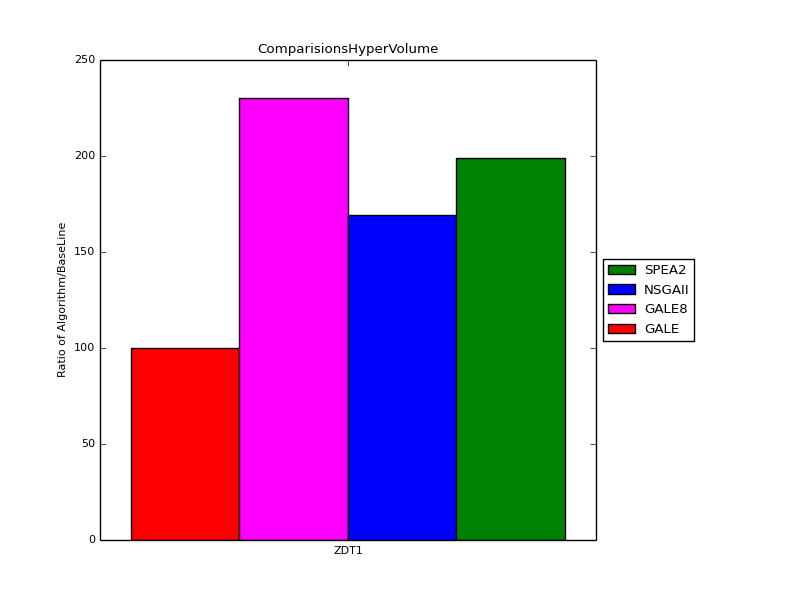 ComparisionsHyperVolume
Ratio of Algorithm/BaseLine
250
200
150
100
50
0
ZDT1
SPEA2
NSGAII
GALE8
GALE